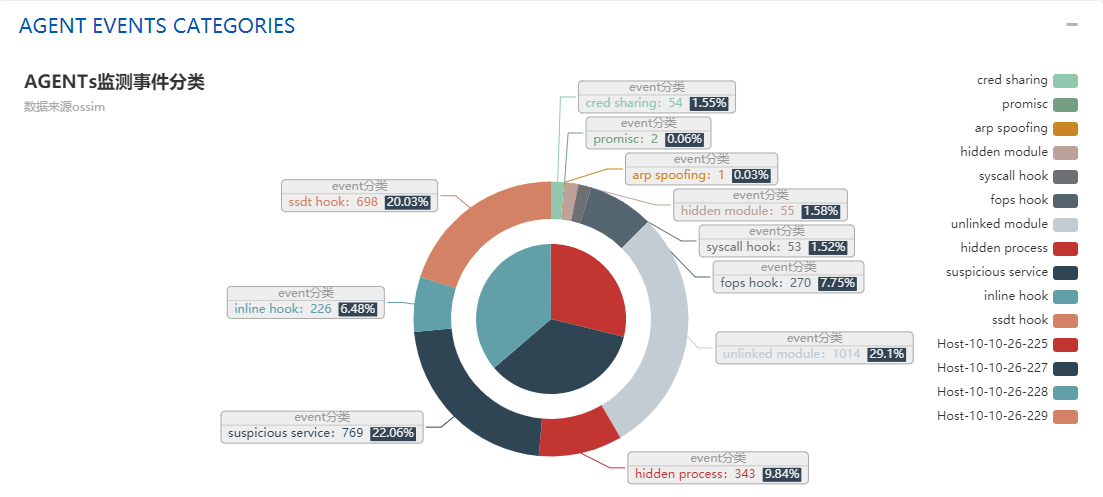 AGENT EVENTS CATEGORIES
AGENTs监测事件分类
数据来源ossim
event分类
cred sharing：54 1.55%
event分类
promisc：2 0.06%
event分类
arp spoofing：1 0.03%
event分类
hidden module：55 1.58%
event分类
syscall hook：53 1.52%
event分类
fops hook：270 7.75%
event分类
unlinked module：1014 29.1%
event分类
hidden process：343 9.84%
event分类
suspicious service：769 22.06%
event分类
inline hook：226 6.48%
event分类
ssdt hook：698 20.03%
cred sharing
promisc
arp spoofing
hidden module
syscall hook
fops hook
unlinked module
hidden process
suspicious service
inline hook
ssdt hook
Host-10-10-26-225
Host-10-10-26-227
Host-10-10-26-228
Host-10-10-26-229